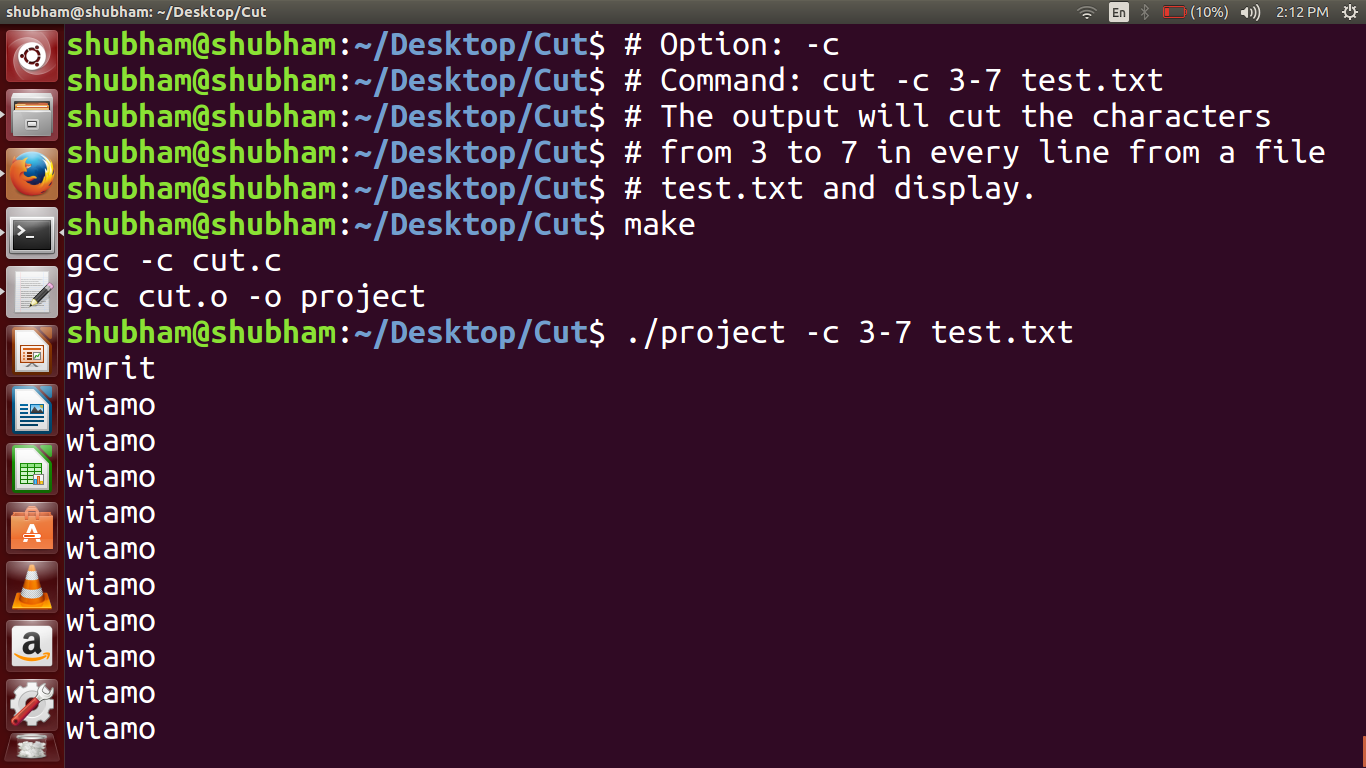 shubham@shubham: ~/Desktop/Cut En (10%) 2:12 PM
shubham@shubham:~/Desktop/Cut$ # Option: -c
shubham@shubham:~/Desktop/Cut$ # Command: cut -c 3-7 test.txt
shubham@shubham:~/Desktop/Cut$ # The output will cut the characters
shubham@shubham:~/Desktop/Cut$ # from 3 to 7 in every line from a file
shubham@shubham:~/Desktop/Cut$ # test.txt and display.
shubham@shubham:~/Desktop/Cut$ make
gcc -c cut.c
gcc cut.o -o project
shubham@shubham:~/Desktop/Cut$ ./project -c 3-7 test.txt
mwrit
wiamo
wiamo
wiamo
wiamo
wiamo
wiamo
wiamo
wiamo
wiamo
wiamo